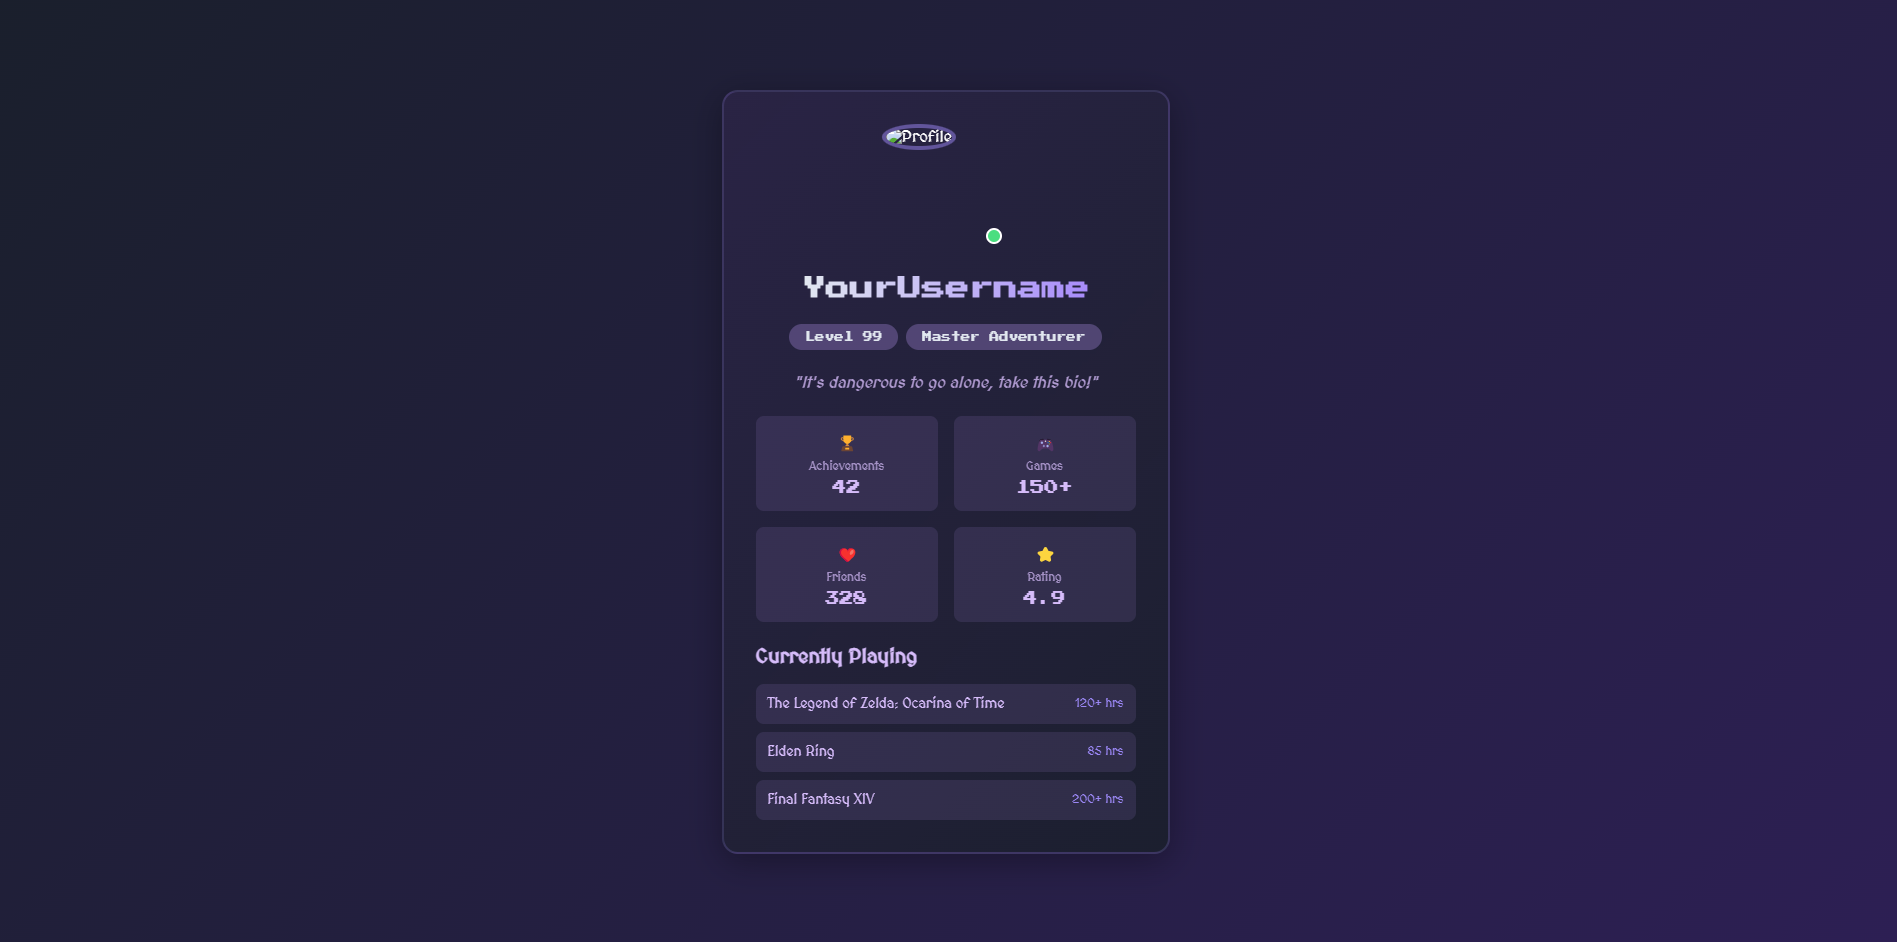 Profile
YourUsername
Level 99 Master Adventurer
"It's dangerous to go alone, take this bio!"
Achievements
42
Games
150+
Friends
328
Rating
4.9
Currently Playing
The Legend of Zelda: Ocarina of Time 120+ hrs
Elden Ring 85 hrs
Final Fantasy XIV 200+ hrs